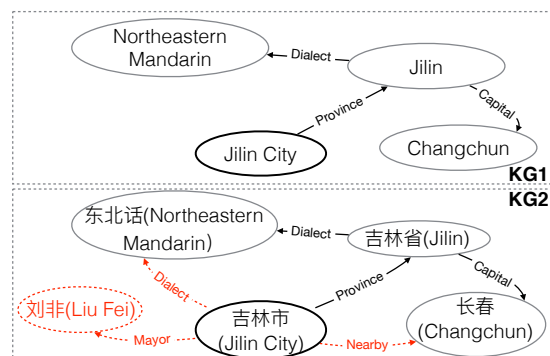 Northeastern
Mandarin
Dialect
Jilin
Province
Capital
Jilin City
Changchun
KG1
KG2
东北话(Northeastern
Mandarin)
Dialect
吉林省(Jilin)
Dialect
Province
Capital
刘非(Liu Fei)
Mayor
吉林市
(Jilin City)
Nearby
长春
(Changchun)